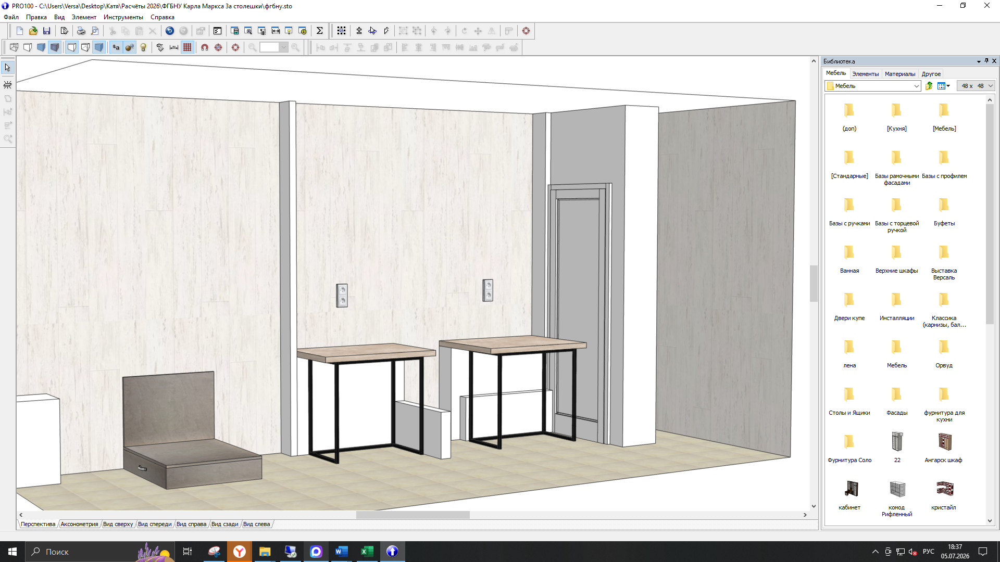 PRO100 - C:\Users\Versa\Desktop\Катя\Расчёты 2026\ФГБНУ Карла Маркса 3а столешки\фгбну.sto
Файл Правка Вид Элемент Инструменты Справка
aa
Библиотека
Мебель Элементы Материалы Другое
Мебель 48 x 48
(доп) [Кухня] [Мебель]
[Стандарные] Базы рамочными фасадами Базы с профилем
Базы с ручками Базы с торцевой ручкой Буфеты
Ванная Верхние шкафы Выставка Версаль
Двери купе Инсталляции Классика (карнизы, бал...
лена Мебель Орвуд
Столы и Ящики Фасады фурнитура для кухни
Фурнитура Соло 22 Ангарск шкаф
кабинет комод Рифленный кристайл
Перспектива Аксонометрия Вид сверху Вид спереди Вид справа Вид сзади Вид слева
Поиск
РУС
18:37
05.07.2026